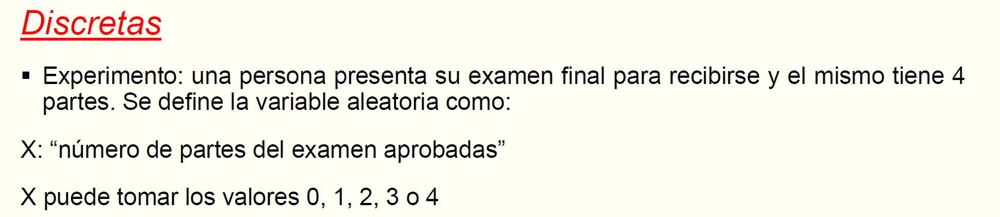 Discretas
▪ Experimento: una persona presenta su examen final para recibirse y el mismo tiene 4
partes. Se define la variable aleatoria como:
X: “número de partes del examen aprobadas”
X puede tomar los valores 0, 1, 2, 3 o 4